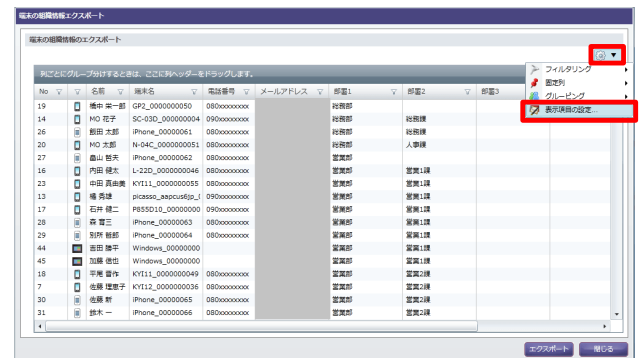 端末の組織情報エクスポート
端末の組織情報のエクスポート
列ごとにグループ分けするときは、ここに列ヘッダーをドラッグします。
フィルタリング
固定列
グルーピング
表示項目の設定...
No 名前 端末名 電話番号 メールアドレス 部署1 部署2 部署3
19 橋中 栄一郎 GP2_0000000050 080xxxxxxxx 総務部
14 MO 花子 SC-03D_000000004 090xxxxxxxx 総務部 総務課
26 飯田 太郎 iPhone_00000061 080xxxxxxxx 総務部 総務課
20 MO 太郎 N-04C_0000000051 080xxxxxxxx 総務部 人事課
27 畠山 哲夫 iPhone_00000062 080xxxxxxxx 営業部
16 内田 健太 L-22D_0000000046 080xxxxxxxx 営業部 営業1課
23 中田 真由美 KYI11_0000000055 080xxxxxxxx 営業部 営業1課
13 橘 秀雄 picasso_aapcus6jp_( 090xxxxxxxx 営業部 営業1課
17 石井 健二 P855D10_00000000 090xxxxxxxx 営業部 営業1課
28 森 雪三 iPhone_00000063 080xxxxxxxx 営業部 営業1課
29 別所 哲郎 iPhone_00000064 080xxxxxxxx 営業部 営業1課
44 吉田 勝平 Windows_00000000 営業部 営業1課
45 加藤 信也 Windows_00000000 営業部 営業1課
18 平尾 晋作 KYI11_0000000049 080xxxxxxxx 営業部 営業2課
7 佐藤 理恵子 KYI12_0000000036 080xxxxxxxx 営業部 営業2課
30 佐藤 新 iPhone_00000065 080xxxxxxxx 営業部 営業2課
31 鈴木 一 iPhone_00000066 080xxxxxxxx 営業部 営業2課
エクスポート 閉じる